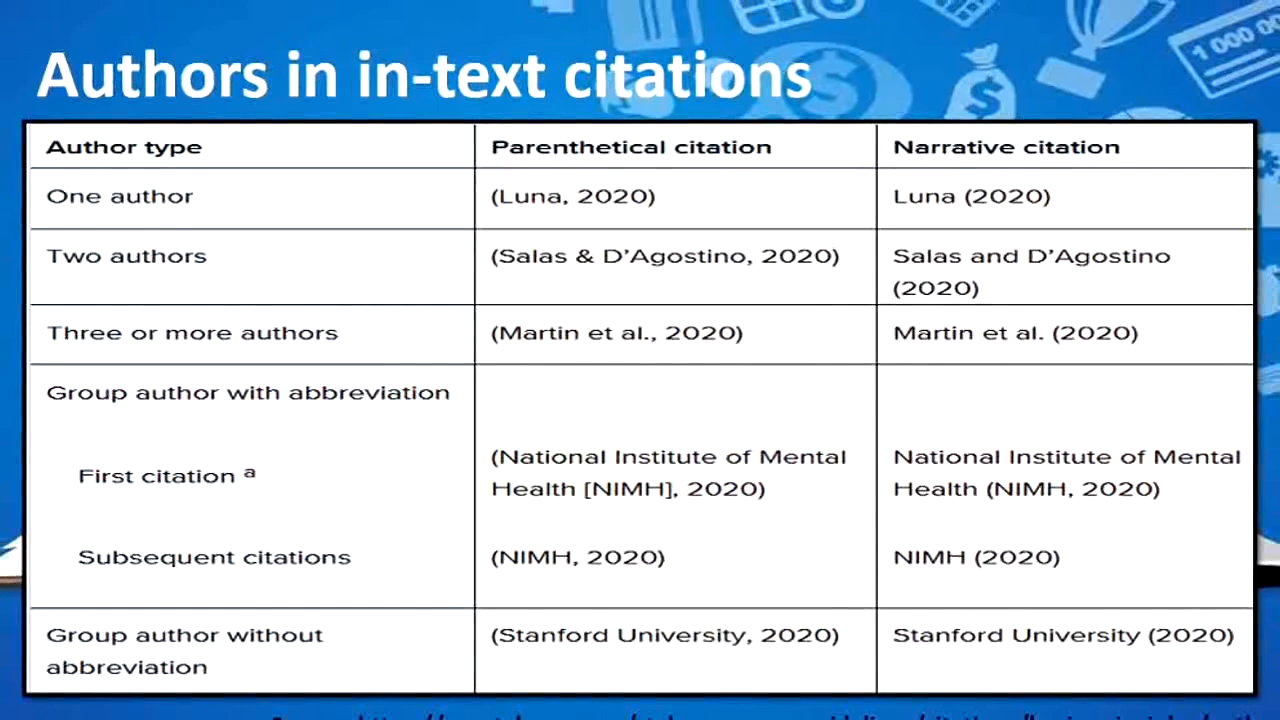 Authors in in-text citations
1 000 00
Author type Parenthetical citation Narrative citation
One author (Luna, 2020) Luna (2020)
Two authors (Salas & D’Agostino, 2020) Salas and D’Agostino
(2020)
Three or more authors (Martin et al., 2020) Martin et al. (2020)
Group author with abbreviation
First citation a (National Institute of Mental National Institute of Mental
Health [NIMH], 2020) Health (NIMH, 2020)
Subsequent citations (NIMH, 2020) NIMH (2020)
Group author without (Stanford University, 2020) Stanford University (2020)
abbreviation